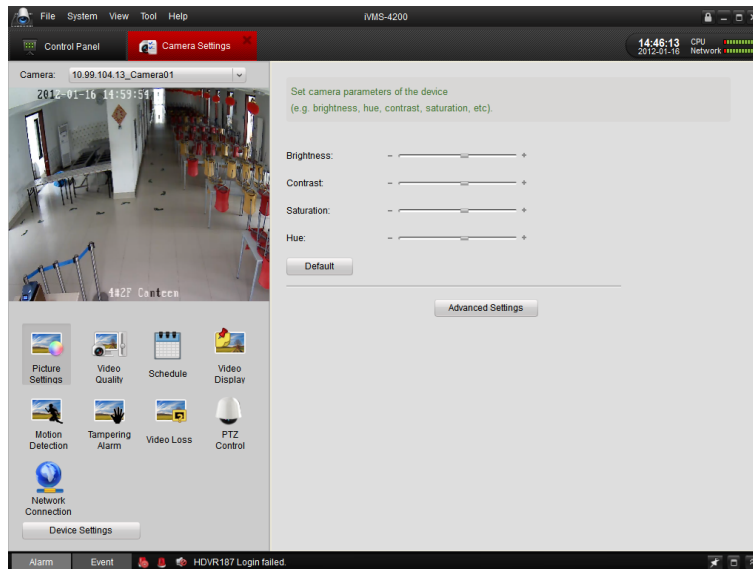 File System View Tool Help
iVMS-4200
Control Panel
Camera Settings
14:46:13
2012-01-16
CPU
Network
Camera: 10.99.104.13_Camera01
2012-01-16 14:59:54
4#2F Canteen
Set camera parameters of the device
(e.g. brightness, hue, contrast, saturation, etc).
Brightness: - +
Contrast: - +
Saturation: - +
Hue: - +
Default
Advanced Settings
Picture
Settings
Video
Quality
Schedule
Video
Display
Motion
Detection
Tampering
Alarm
Video Loss
PTZ
Control
Network
Connection
Device Settings
Alarm
Event
HDVR187 Login failed.